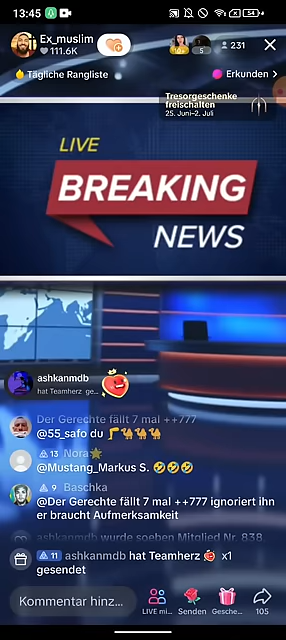 13:45
54
Ex_muslim
111.6K
10+
5
231
Tägliche Rangliste
Erkunden >
Tresorgeschenke
freischalten
25. Juni–2. Juli
LIVE
BREAKING
NEWS
ashkanmdb
hat Teamherz ge...
Der Gerechte fällt 7 mal ++777
@55_safo du 🚩🐪🐪🐪
13 Nora🌟
@Mustang_Markus S. 🤣🤣🤣
9 Baschka
@Der Gerechte fällt 7 mal ++777 ignoriert ihn
er braucht Aufmerksamkeit
ashkanmdb wurde soeben Mitglied Nr. 838
11 ashkanmdb hat Teamherz x1
gesendet
Kommentar hinz...
LIVE mi... Senden Gesche... 105